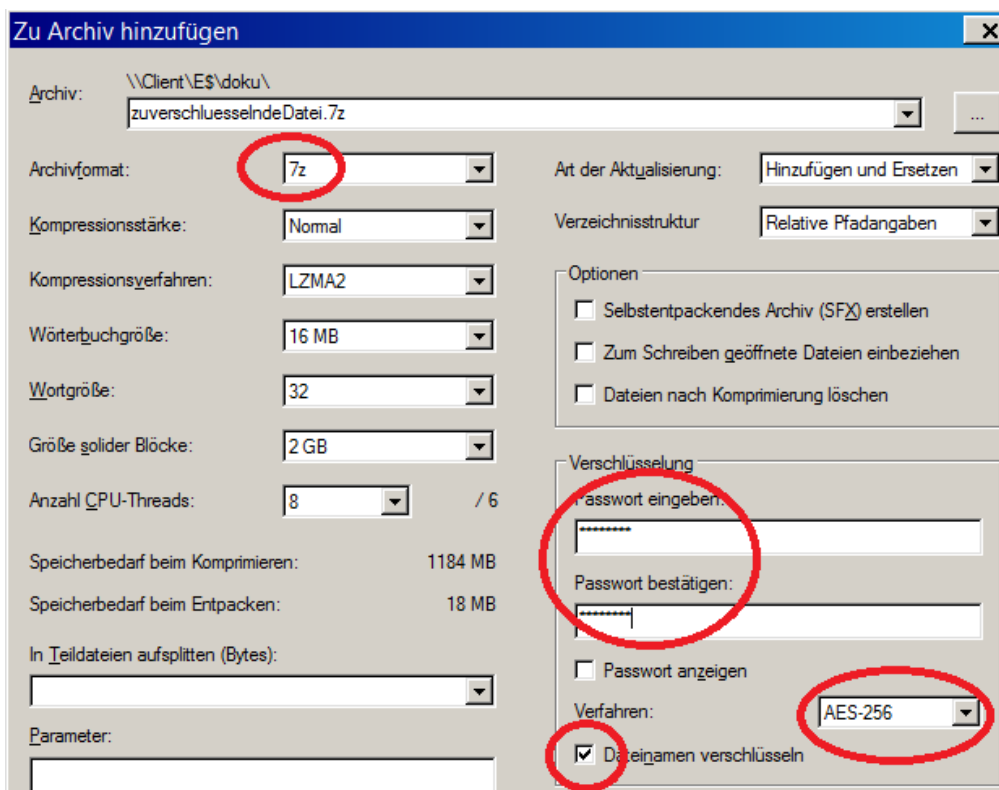 Zu Archiv hinzufügen
Archiv:
\\Client\E$\doku\
zuverschluesselndeDatei.7z
...
Archivformat:
7z
Kompressionsstärke:
Normal
Kompressionsverfahren:
LZMA2
Wörterbuchgröße:
16 MB
Wortgröße:
32
Größe solider Blöcke:
2 GB
Anzahl CPU-Threads:
8
/ 6
Speicherbedarf beim Komprimieren:
1184 MB
Speicherbedarf beim Entpacken:
18 MB
In Teildateien aufsplitten (Bytes):
Parameter:
Art der Aktualisierung:
Hinzufügen und Ersetzen
Verzeichnisstruktur
Relative Pfadangaben
Optionen
Selbstentpackendes Archiv (SFX) erstellen
Zum Schreiben geöffnete Dateien einbeziehen
Dateien nach Komprimierung löschen
Verschlüsselung
Passwort eingeben:
********
Passwort bestätigen:
********
Passwort anzeigen
Verfahren:
AES-256
Dateinamen verschlüsseln